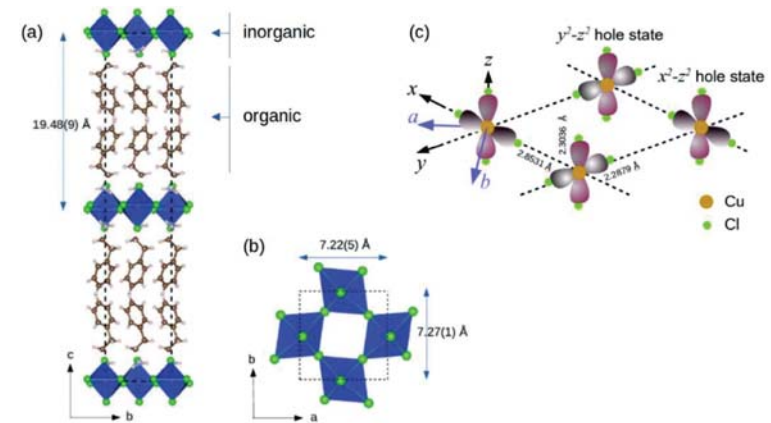 (a)
inorganic
organic
19.48(9) Å
c
b
(b)
7.22(5) Å
7.27(1) Å
b
a
(c)
y²-z² hole state
x²-z² hole state
z
x
a
y
b
2.8531 Å
2.3036 Å
2.2879 Å
Cu
Cl